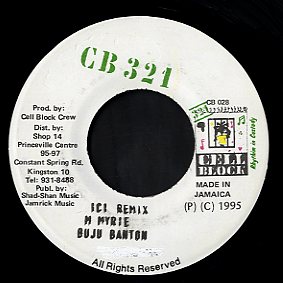 CB 321
Prod. by:
Cell Block Crew
Dist. by:
Shop 14
Princeville Centre
95-97
Constant Spring Rd.
Kingston 10
Tel: 931-8488
Publ. by:
Shad-Shan Music
Jamrick Music
CB 028
321
Rhythm in Custody
CELL
BLOCK
MADE IN
JAMAICA
(P) (C) 1995
ICI REMIX
M MYRIE
BUJU BANTON
All Rights Reserved